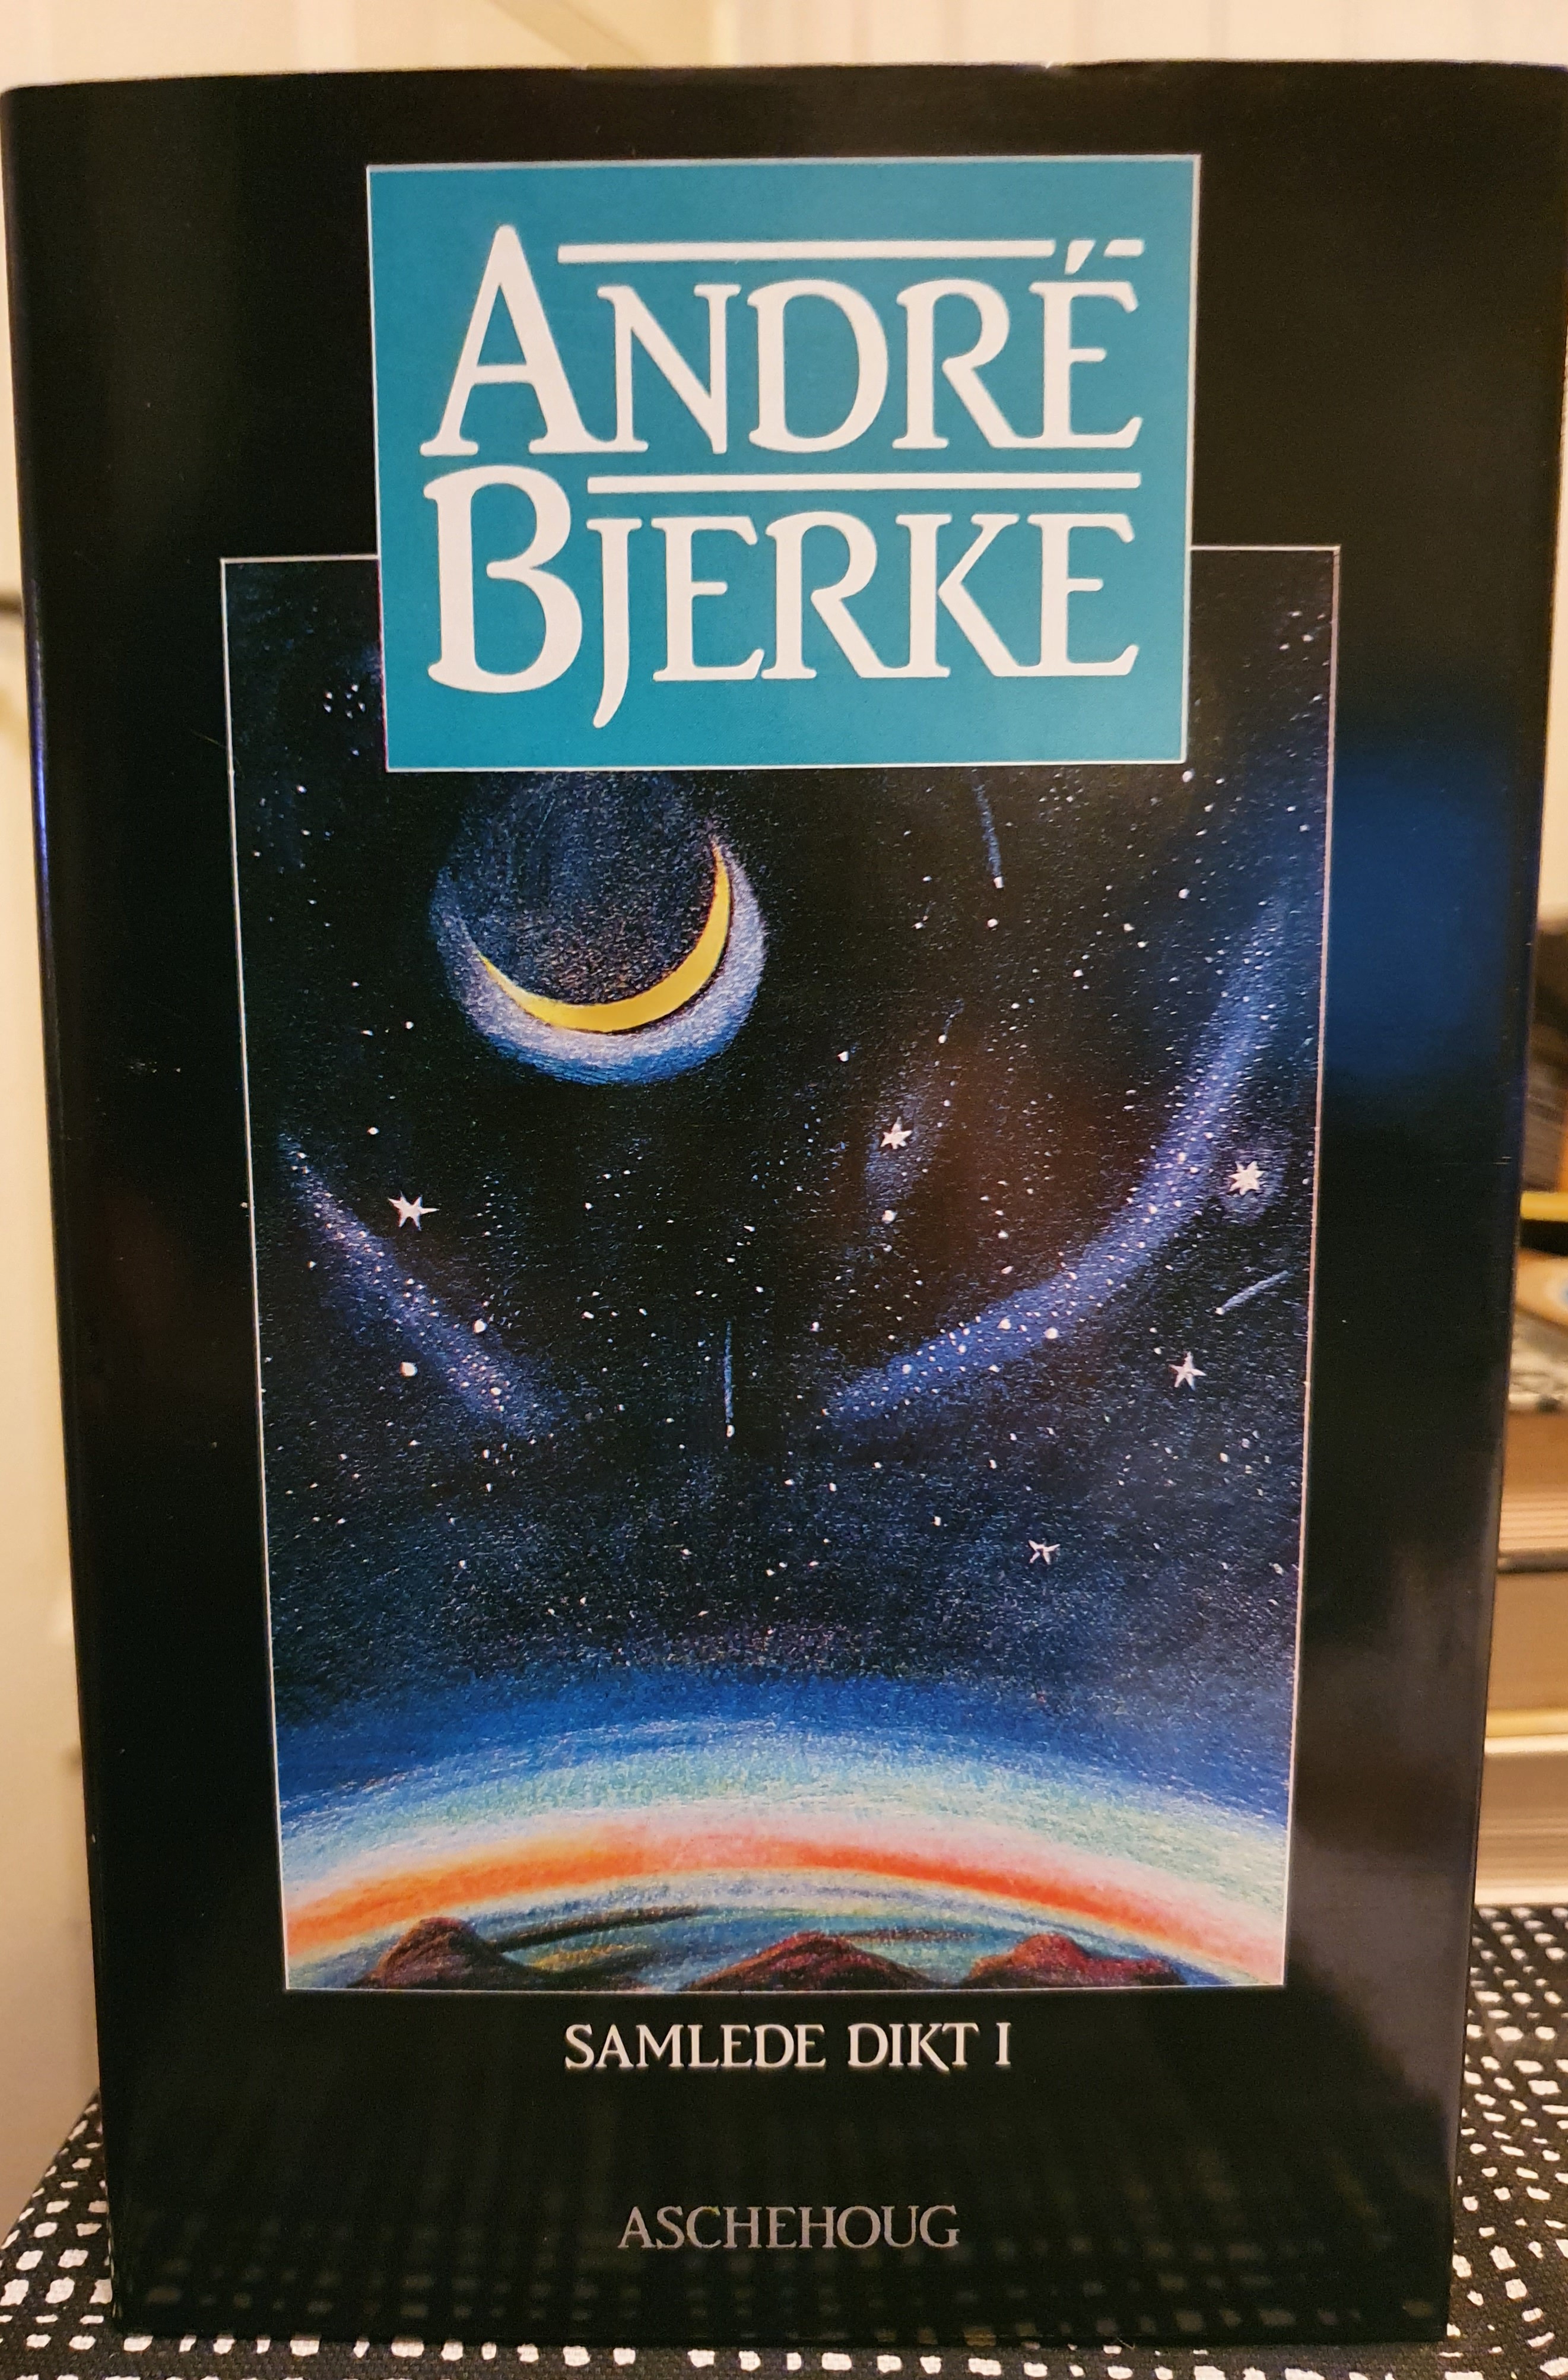 ANDRÉ
BJERKE
SAMLEDE DIKT I
ASCHEHOUG